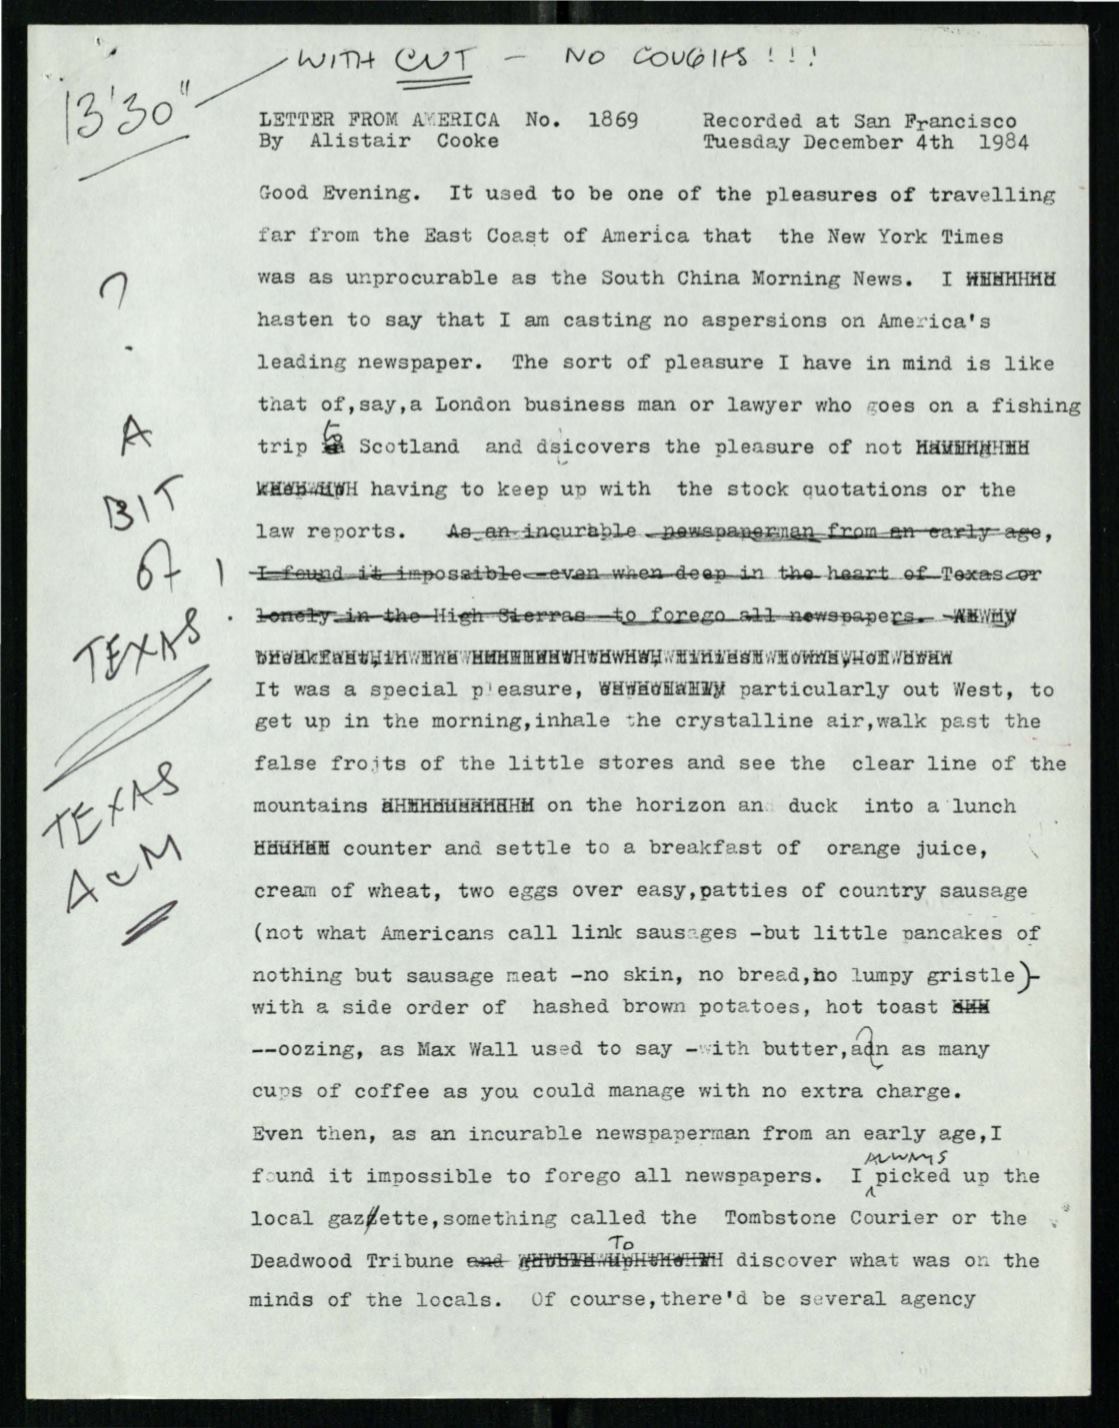 WITH CUT - NO COUGHS!!!
13'30"
LETTER FROM AMERICA No. 1869 Recorded at San Francisco
By Alistair Cooke Tuesday December 4th 1984
Good Evening. It used to be one of the pleasures of travelling
far from the East Coast of America that the New York Times
was as unprocurable as the South China Morning News. I
hasten to say that I am casting no aspersions on America's
leading newspaper. The sort of pleasure I have in mind is like
that of,say,a London business man or lawyer who goes on a fishing
trip to Scotland and dsicovers the pleasure of not
having to keep up with the stock quotations or the
law reports. As an incurable newspaperman from an early age,
I found it impossible -even when deep in the heart of Texas or
lonely in the High Sierras -to forego all newspapers.
It was a special pleasure, particularly out West, to
get up in the morning,inhale the crystalline air,walk past the
false frojts of the little stores and see the clear line of the
mountains on the horizon and duck into a lunch
counter and settle to a breakfast of orange juice,
cream of wheat, two eggs over easy,patties of country sausage
(not what Americans call link sausages -but little pancakes of
nothing but sausage meat -no skin, no bread,no lumpy gristle)-
with a side order of hashed brown potatoes, hot toast
--oozing, as Max Wall used to say -with butter,adn as many
cups of coffee as you could manage with no extra charge.
Even then, as an incurable newspaperman from an early age,I
found it impossible to forego all newspapers. I ALWAYS picked up the
local gazette,something called the Tombstone Courier or the
Deadwood Tribune and TO discover what was on the
minds of the locals. Of course,there'd be several agency
?
A
BIT
OF
TEXAS!
TEXAS
A&M